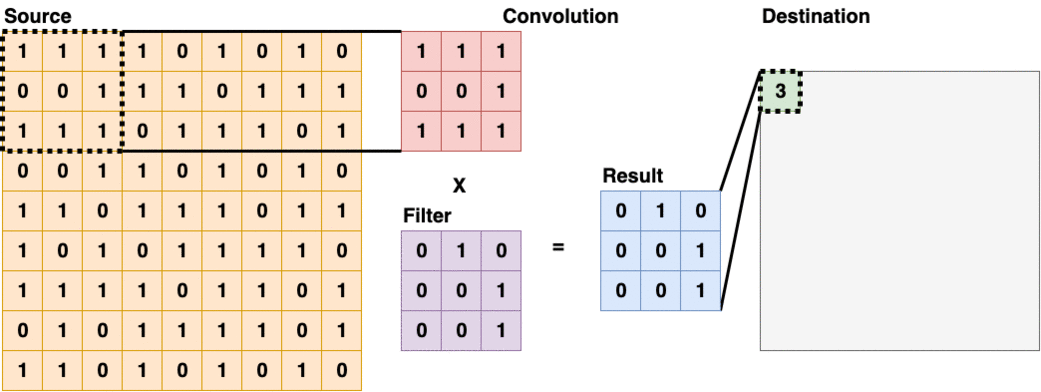 Source Convolution Destination
1 1 1 1 0 1 0 1 0
0 0 1 1 1 0 1 1 1
1 1 1 0 1 1 1 0 1
0 0 1 1 0 1 0 1 0
1 1 0 1 1 1 0 1 1
1 0 1 0 1 1 1 1 0
1 1 1 1 0 1 1 0 1
0 1 0 1 1 1 1 0 1
1 1 0 1 0 1 0 1 0
1 1 1
0 0 1
1 1 1
X
Filter
0 1 0
0 0 1
0 0 1
=
Result
0 1 0
0 0 1
0 0 1
3